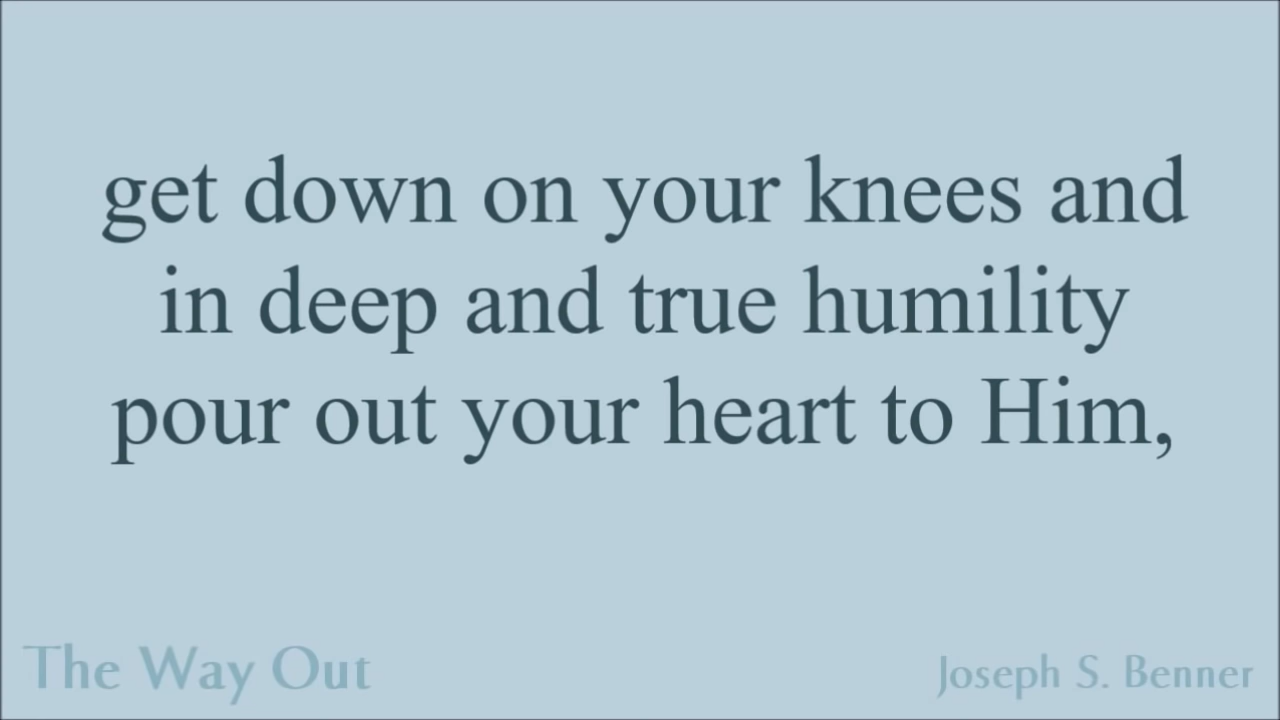 get down on your knees and
in deep and true humility
pour out your heart to Him,
The Way Out
Joseph S. Benner